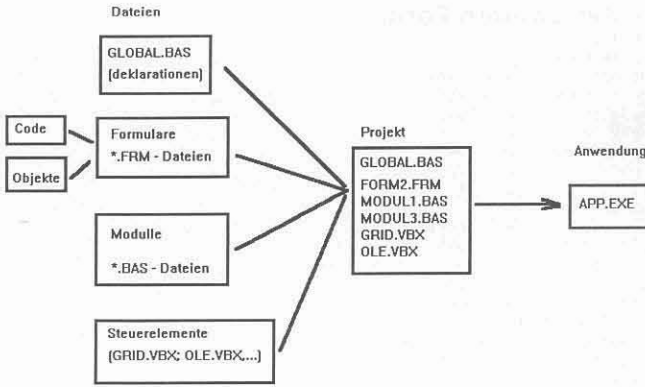 Dateien
GLOBAL.BAS
(deklarationen)
Code
Objekte
Formulare
*.FRM - Dateien
Modulle
*.BAS - Dateien
Steuerelemente
(GRID.VBX; OLE.VBX,...)
Projekt
GLOBAL.BAS
FORM2.FRM
MODUL1.BAS
MODUL3.BAS
GRID.VBX
OLE.VBX
Anwendung
APP.EXE